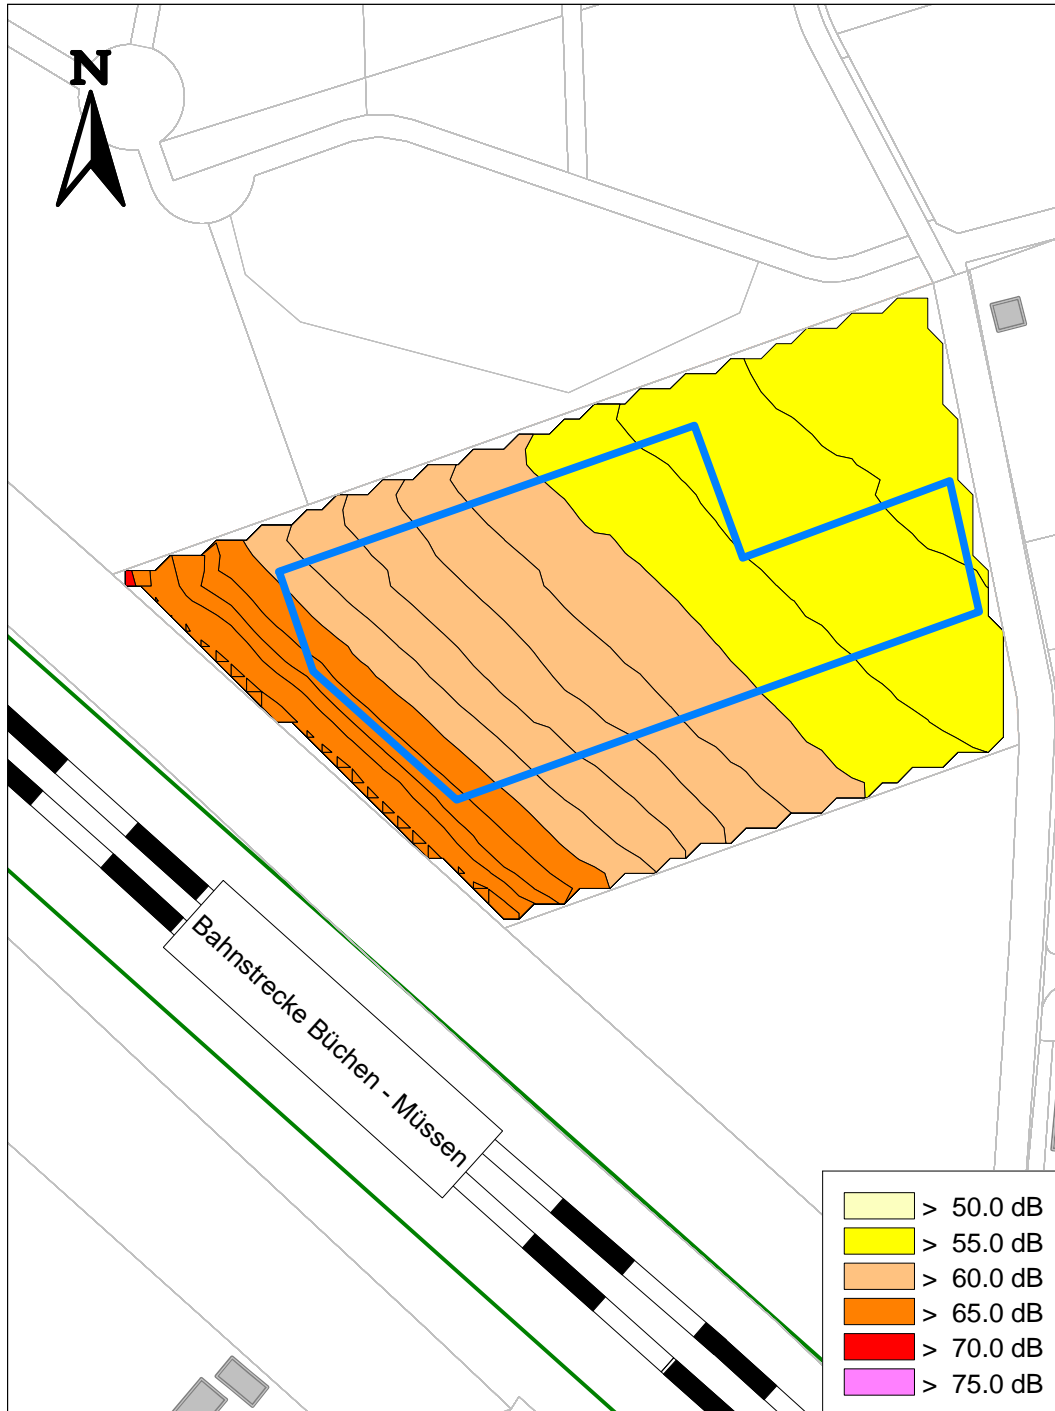 N
Bahnstrecke Büchen - Müssen
> 50.0 dB
> 55.0 dB
> 60.0 dB
> 65.0 dB
> 70.0 dB
> 75.0 dB